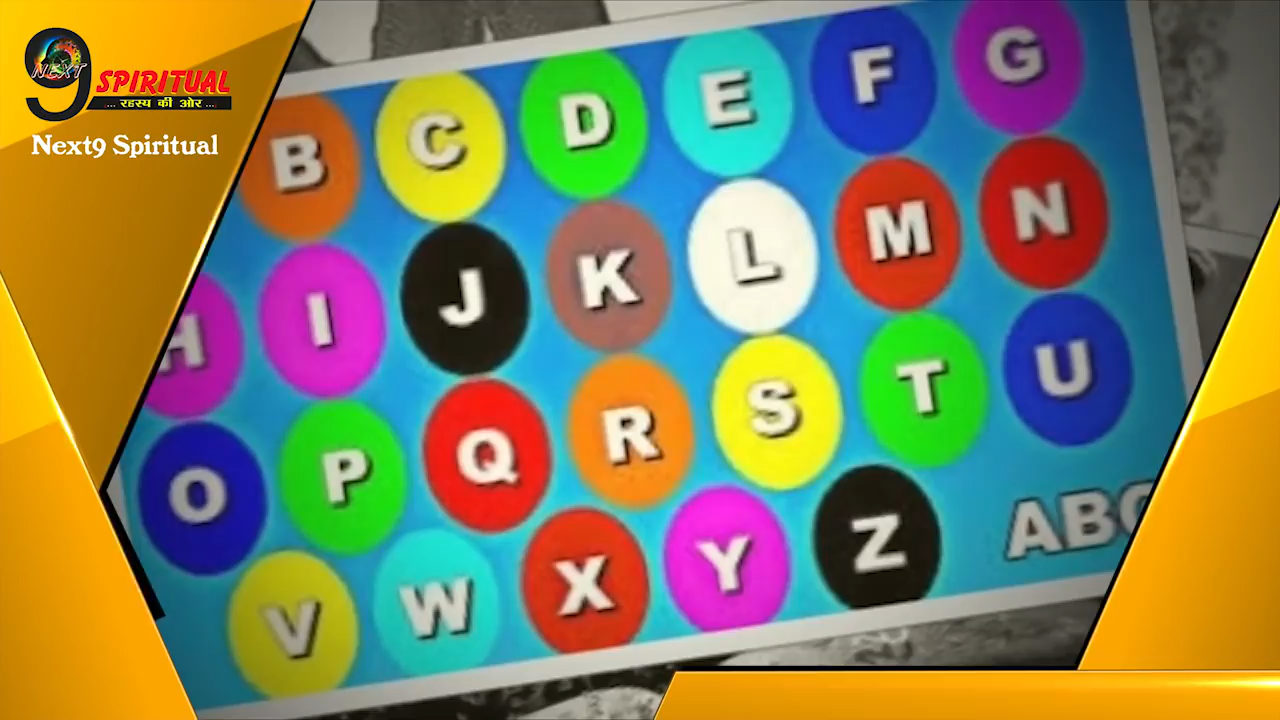 NEXT
9 SPIRITUAL
... रहस्य की ओर ...
Next9 Spiritual
B C D E F G
H I J K L M N
O P Q R S T U
V W X Y Z
ABC